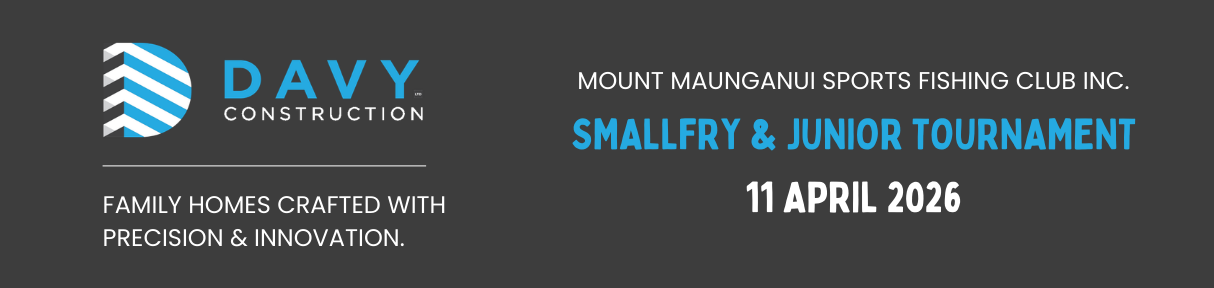 DAVY
LTD
CONSTRUCTION
FAMILY HOMES CRAFTED WITH
PRECISION & INNOVATION.
MOUNT MAUNGANUI SPORTS FISHING CLUB INC.
SMALLFRY & JUNIOR TOURNAMENT
11 APRIL 2026